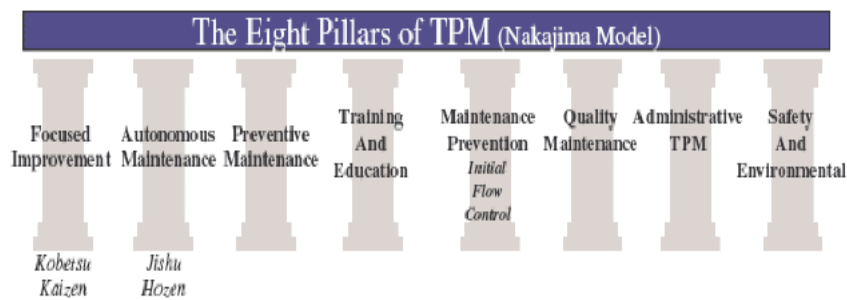 The Eight Pillars of TPM (Nakajima Model)
Focused
Improvement
Autonomous
Maintenance
Preventive
Maintenance
Training
And
Education
Maintenance
Prevention
Initial
Flow
Control
Quality
Maintenance
Administrative
TPM
Safety
And
Environmental
Kobetsu
Kaizen
Jishu
Hozen